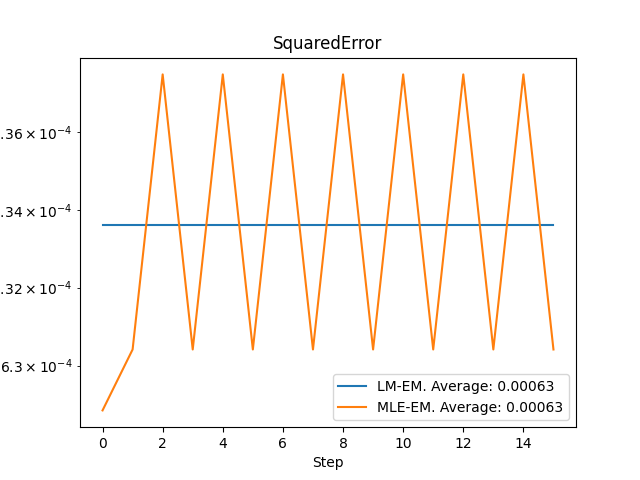 SquaredError
.36 × 10⁻⁴
.34 × 10⁻⁴
.32 × 10⁻⁴
6.3 × 10⁻⁴
LM-EM. Average: 0.00063
MLE-EM. Average: 0.00063
0 2 4 6 8 10 12 14
Step